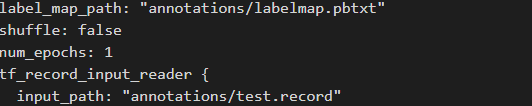 label_map_path: "annotations/labelmap.pbtxt"
shuffle: false
num_epochs: 1
tf_record_input_reader {
  input_path: "annotations/test.record"